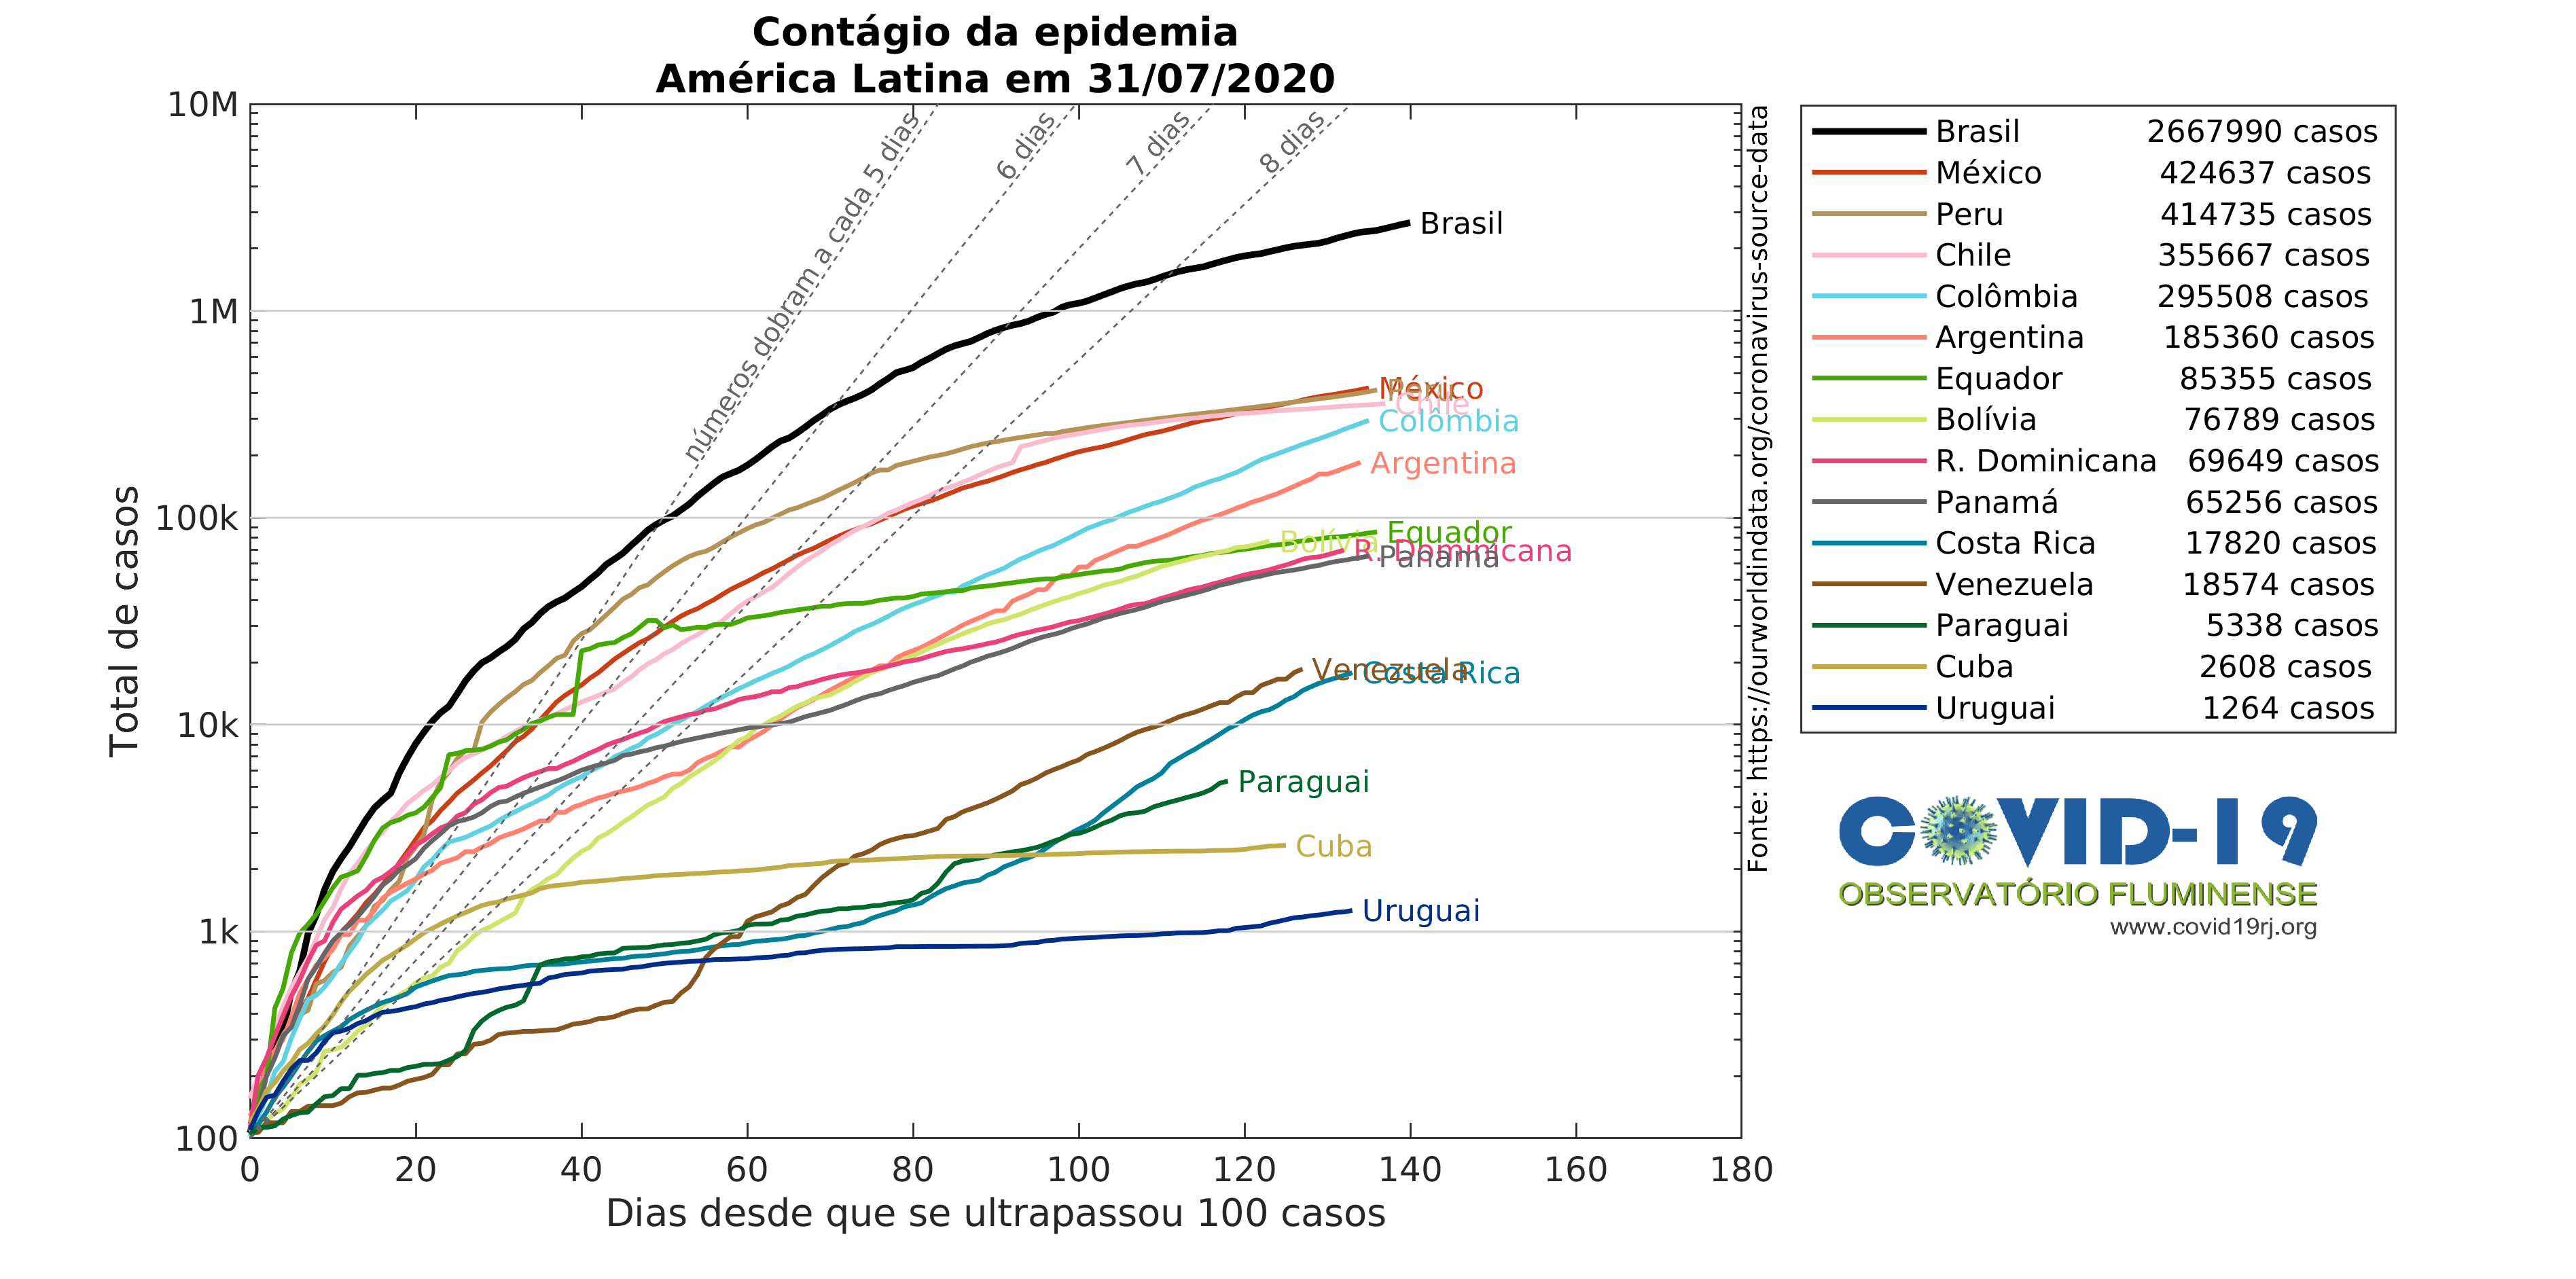 Contágio da epidemia
América Latina em 31/07/2020
Total de casos
10M
1M
100k
10k
1k
100
0 20 40 60 80 100 120 140 160 180
Dias desde que se ultrapassou 100 casos
números dobram a cada 5 dias
6 dias
7 dias
8 dias
Brasil
México
Peru
Chile
Colômbia
Argentina
Equador
Bolívia
R. Dominicana
Panamá
Venezuela
Costa Rica
Paraguai
Cuba
Uruguai
Fonte: https://ourworldindata.org/coronavirus-source-data
Brasil 2667990 casos
México 424637 casos
Peru 414735 casos
Chile 355667 casos
Colômbia 295508 casos
Argentina 185360 casos
Equador 85355 casos
Bolívia 76789 casos
R. Dominicana 69649 casos
Panamá 65256 casos
Costa Rica 17820 casos
Venezuela 18574 casos
Paraguai 5338 casos
Cuba 2608 casos
Uruguai 1264 casos
COVID-19
OBSERVATÓRIO FLUMINENSE
www.covid19rj.org